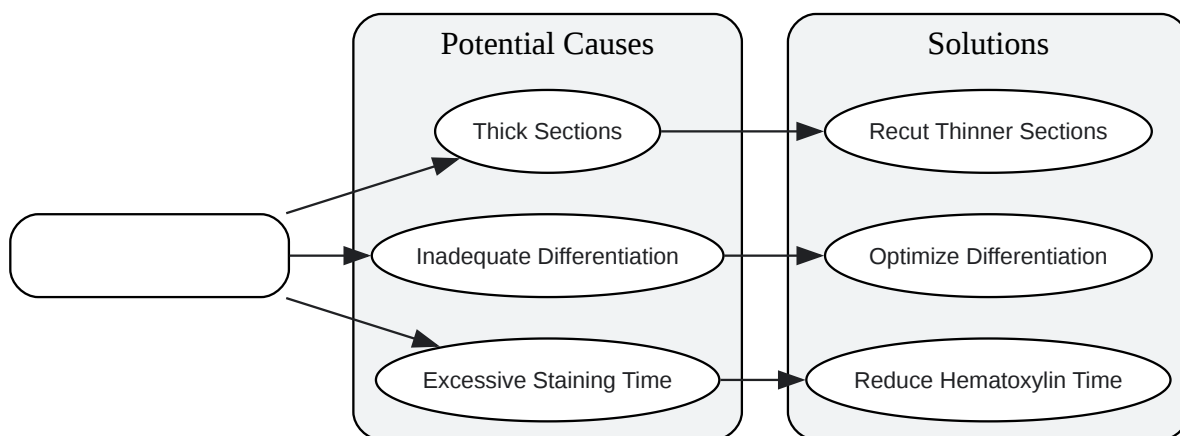 Potential Causes
Solutions
Thick Sections
Recut Thinner Sections
Inadequate Differentiation
Optimize Differentiation
Excessive Staining Time
Reduce Hematoxylin Time